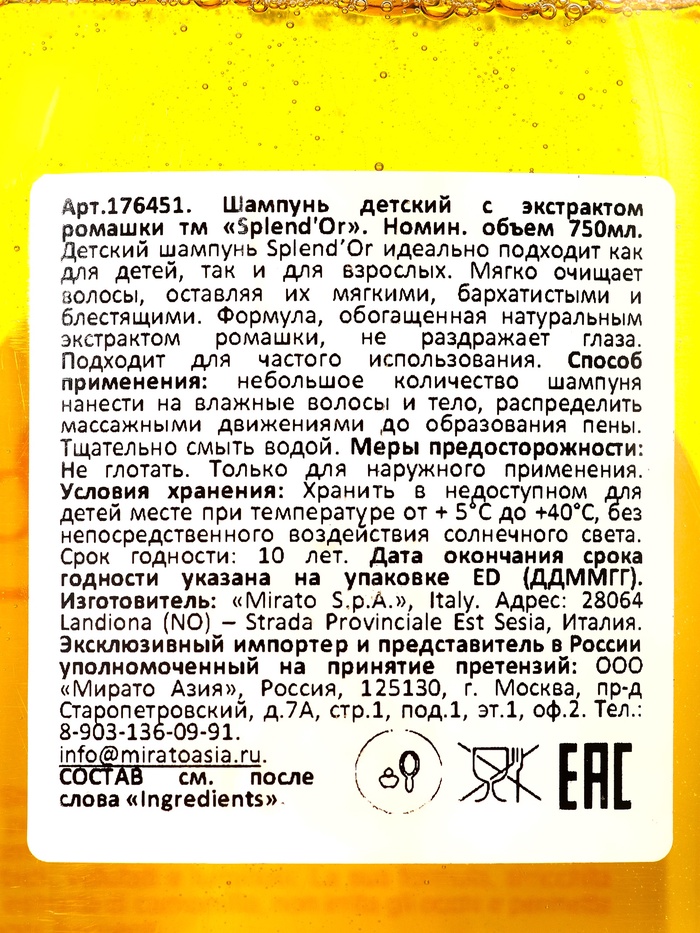 Арт.176451. Шампунь детский с экстрактом
ромашки тм «Splend'Or». Номин. объем 750мл.
Детский шампунь Splend’Or идеально подходит как
для детей, так и для взрослых. Мягко очищает
волосы, оставляя их мягкими, бархатистыми и
блестящими. Формула, обогащенная натуральным
экстрактом ромашки, не раздражает глаза.
Подходит для частого использования. Способ
применения: небольшое количество шампуня
нанести на влажные волосы и тело, распределить
массажными движениями до образования пены.
Тщательно смыть водой. Меры предосторожности:
Не глотать. Только для наружного применения.
Условия хранения: Хранить в недоступном для
детей месте при температуре от + 5°С до +40°С, без
непосредственного воздействия солнечного света.
Срок годности: 10 лет. Дата окончания срока
годности указана на упаковке ED (ДДММГГ).
Изготовитель: «Mirato S.p.A.», Italy. Адрес: 28064
Landiona (NO) – Strada Provinciale Est Sesia, Италия.
Эксклюзивный импортер и представитель в России
уполномоченный на принятие претензий: ООО
«Мирато Азия», Россия, 125130, г. Москва, пр-д
Старопетровский, д.7А, стр.1, под.1, эт.1, оф.2. Тел.:
8-903-136-09-91.
info@miratoasia.ru.
СОСТАВ см. после
слова «Ingredients».
EAC